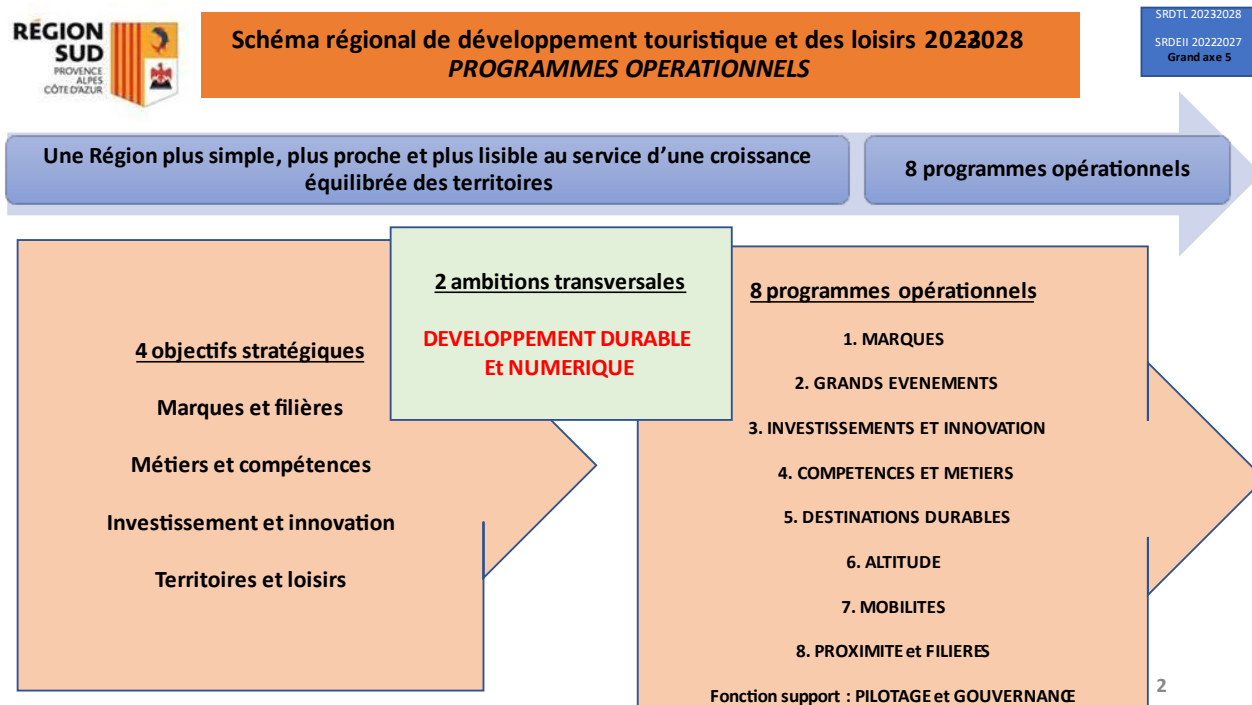 RÉGION
SUD
PROVENCE
ALPES
CÔTE D'AZUR
Schéma régional de développement touristique et des loisirs 2023-2028
PROGRAMMES OPERATIONNELS
SRDTL 20232028
SRDEII 20222027
Grand axe 5
Une Région plus simple, plus proche et plus lisible au service d'une croissance
équilibrée des territoires
8 programmes opérationnels
4 objectifs stratégiques
Marques et filières
Métiers et compétences
Investissement et innovation
Territoires et loisirs
2 ambitions transversales
DEVELOPPEMENT DURABLE
Et NUMERIQUE
8 programmes opérationnels
1. MARQUES
2. GRANDS EVENEMENTS
3. INVESTISSEMENTS ET INNOVATION
4. COMPETENCES ET METIERS
5. DESTINATIONS DURABLES
6. ALTITUDE
7. MOBILITES
8. PROXIMITE et FILIERES
Fonction support : PILOTAGE et GOUVERNANCE
2